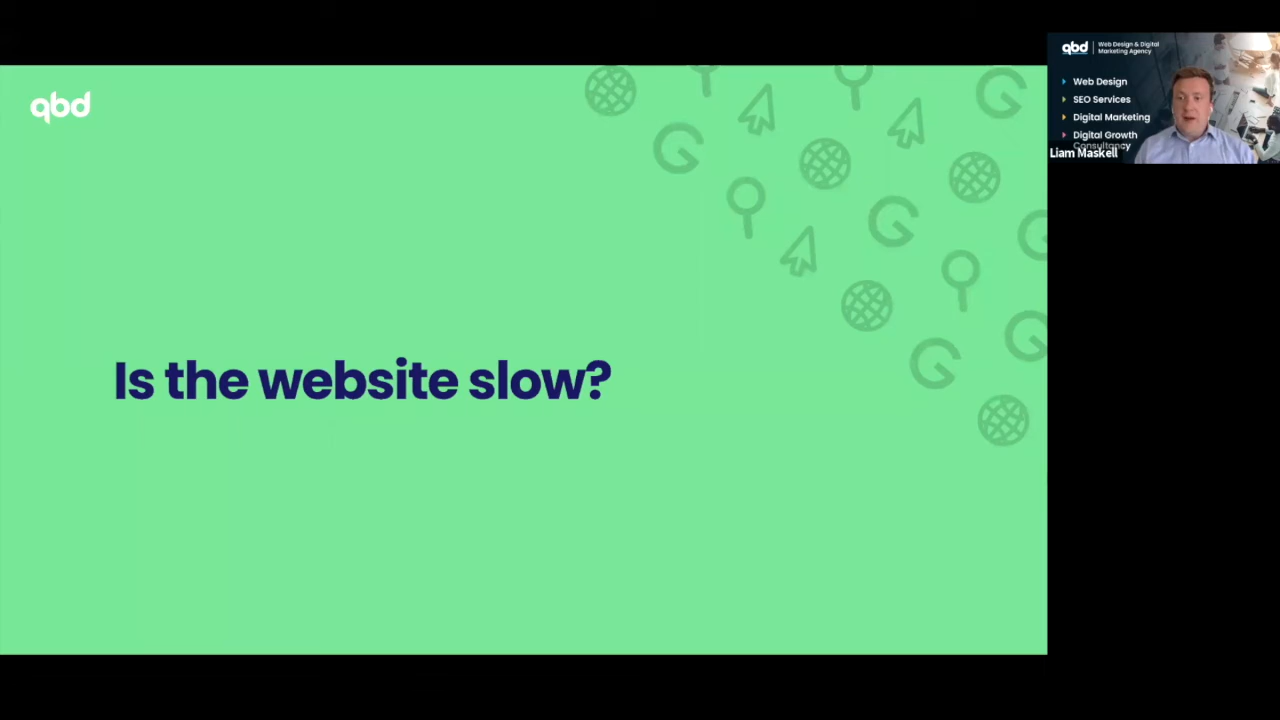 qbd
Is the website slow?
qbd
Web Design & Digital
Marketing Agency
Web Design
SEO Services
Digital Marketing
Digital Growth
Consultancy
Liam Maskell